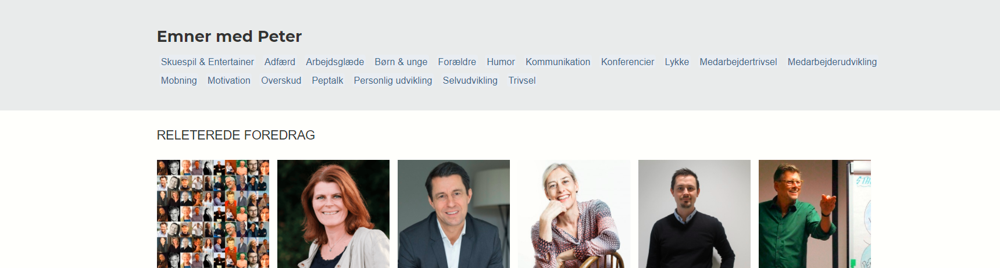 Emner med Peter
Skuespil & Entertainer Adfærd Arbejdsglæde Børn & unge Forældre Humor Kommunikation Konferencier Lykke Medarbejdertrivsel Medarbejderudvikling
Mobning Motivation Overskud Peptalk Personlig udvikling Selvudvikling Trivsel
RELETEREDE FOREDRAG